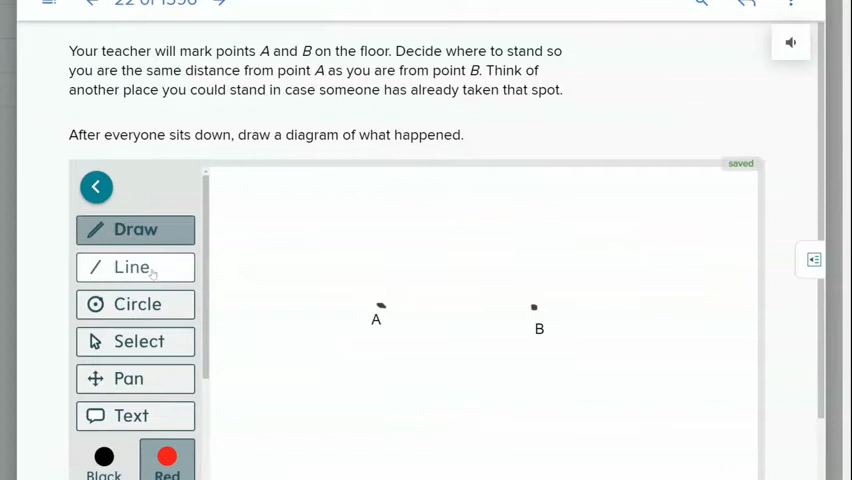 22 of 1396
Your teacher will mark points A and B on the floor. Decide where to stand so
you are the same distance from point A as you are from point B. Think of
another place you could stand in case someone has already taken that spot.
After everyone sits down, draw a diagram of what happened.
saved
Draw
Line
Circle
Select
Pan
Text
Black
Red
A
B